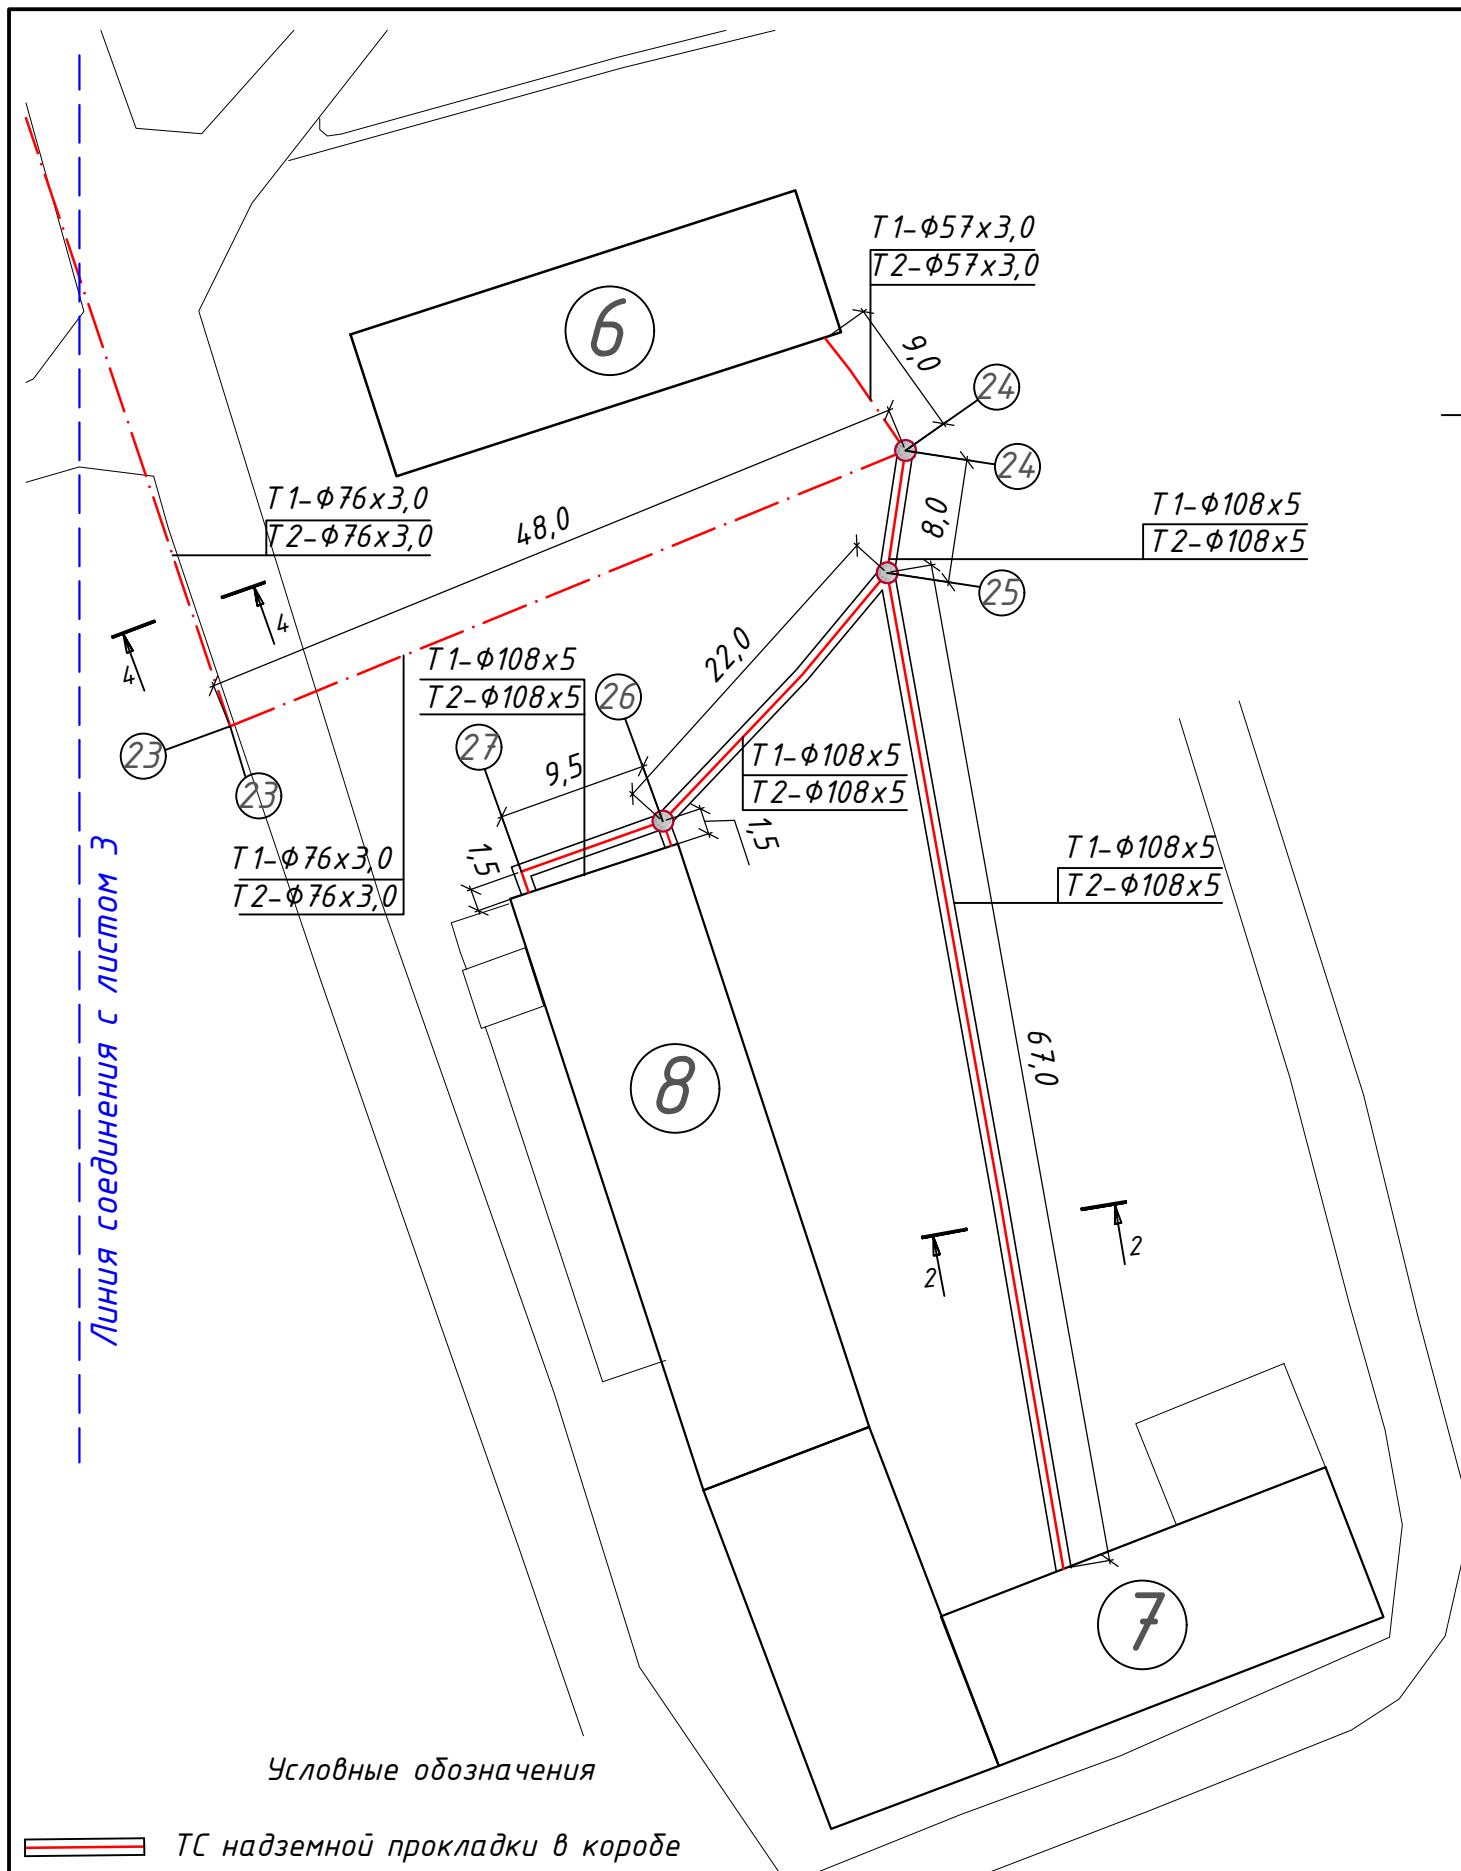 Т1-Ф57х3,0
Т2-Ф57х3,0
6
9,0
24
24
Т1-Ф76х3,0
Т2-Ф76х3,0
48,0
8,0
Т1-Ф108х5
Т2-Ф108х5
25
4
4
22,0
Т1-Ф108х5
Т2-Ф108х5
26
27
23
23
9,5
Т1-Ф108х5
Т2-Ф108х5
1,5
1,5
Т1-Ф76х3,0
Т2-Ф76х3,0
Т1-Ф108х5
Т2-Ф108х5
Линия соединения с листом 3
67,0
8
2
2
7
Условные обозначения
ТС надземной прокладки в коробе